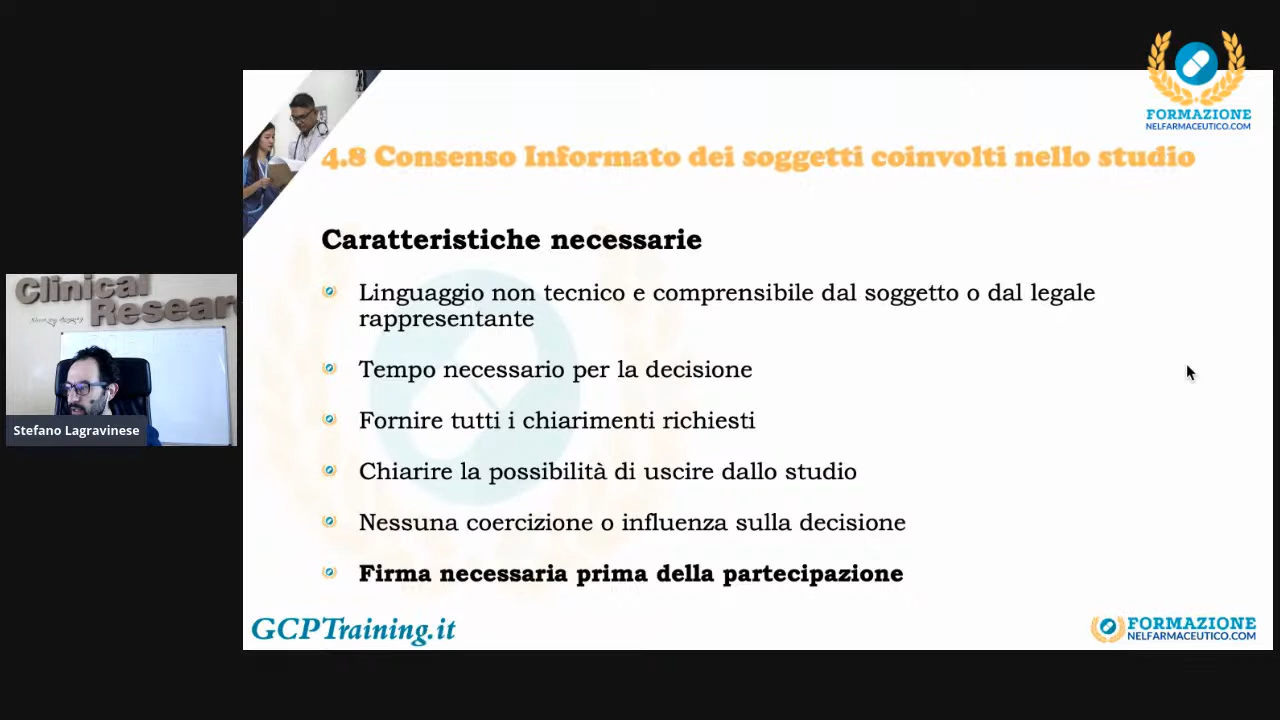 FORMAZIONE
NELFARMACEUTICO.COM
4.8 Consenso Informato dei soggetti coinvolti nello studio
Caratteristiche necessarie
Linguaggio non tecnico e comprensibile dal soggetto o dal legale
rappresentante
Tempo necessario per la decisione
Fornire tutti i chiarimenti richiesti
Chiarire la possibilità di uscire dallo studio
Nessuna coercizione o influenza sulla decisione
Firma necessaria prima della partecipazione
Clinical
Resear
Stefano Lagravinese
GCPTraining.it
FORMAZIONE
NELFARMACEUTICO.COM